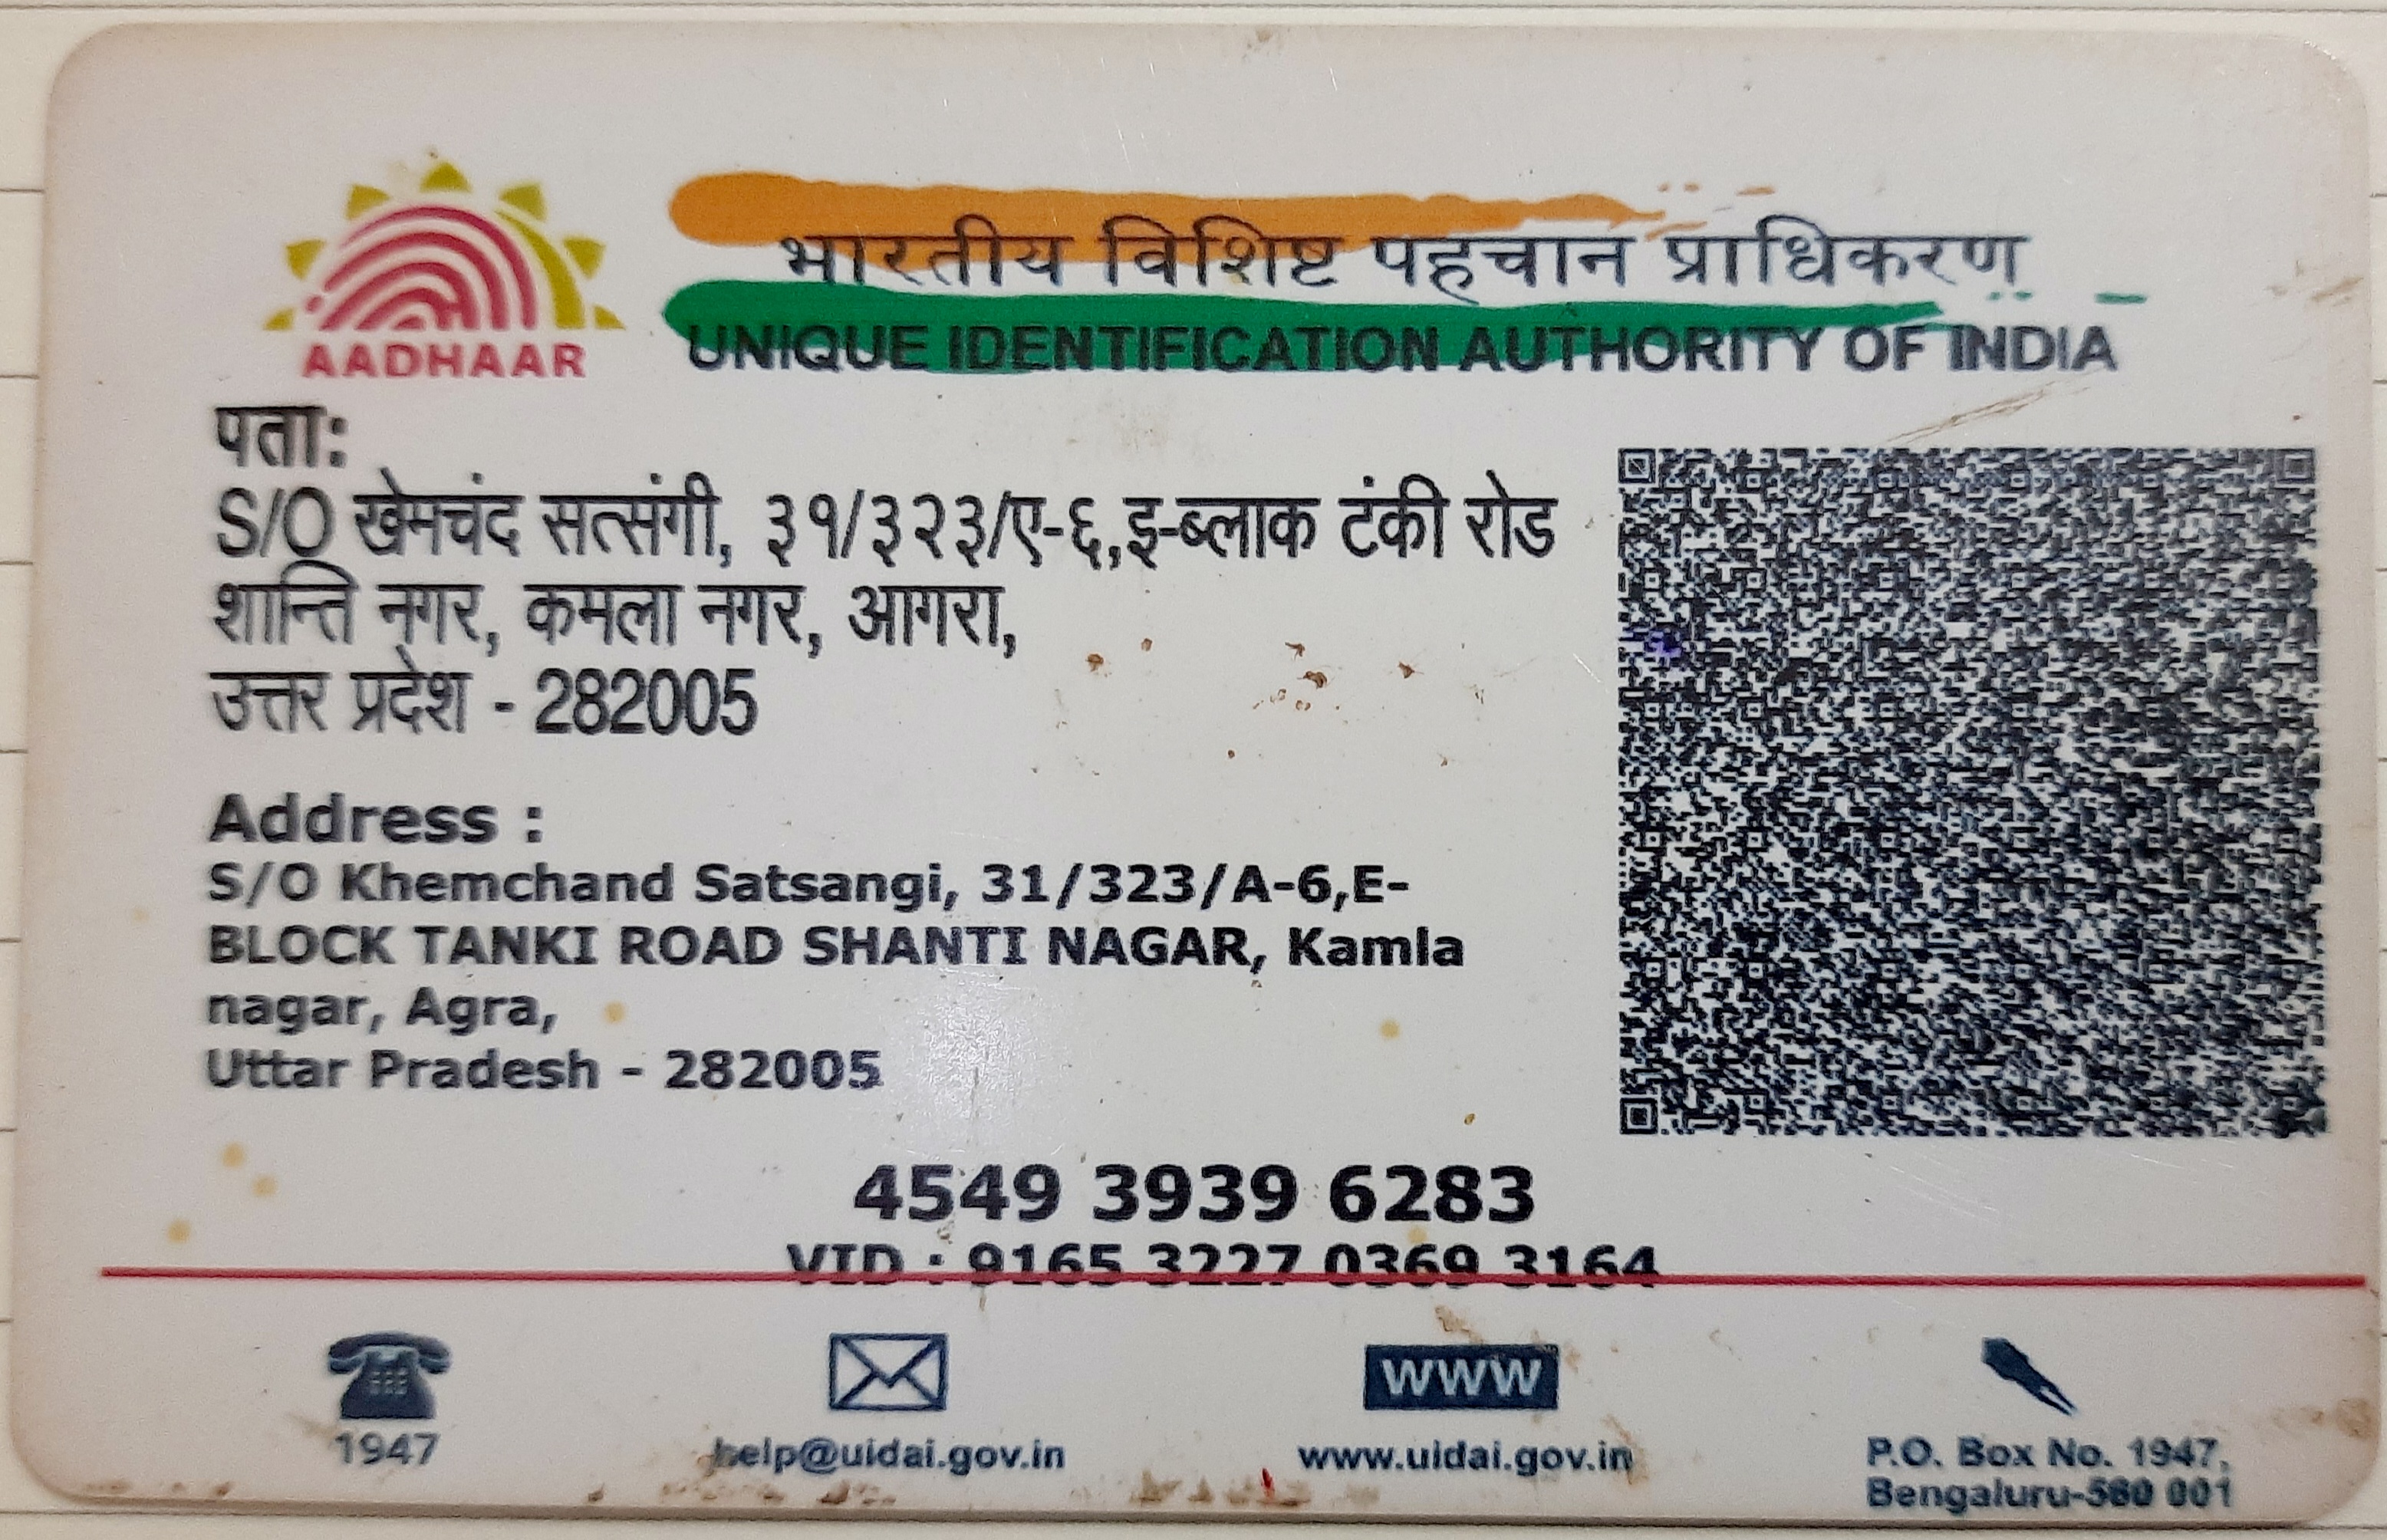 AADHAAR
भारतीय विशिष्ट पहचान प्राधिकरण
UNIQUE IDENTIFICATION AUTHORITY OF INDIA
पता:
S/O खेमचंद सत्संगी, ३१/३२३/ए-६,इ-ब्लाक टंकी रोड
शान्ति नगर, कमला नगर, आगरा,
उत्तर प्रदेश - 282005
Address :
S/O Khemchand Satsangi, 31/323/A-6,E-
BLOCK TANKI ROAD SHANTI NAGAR, Kamla
nagar, Agra,
Uttar Pradesh - 282005
4549 3939 6283
VID : 9165 3227 0369 3164
1947
help@uidai.gov.in
www
www.uidai.gov.in
P.O. Box No. 1947,
Bengaluru-560 001